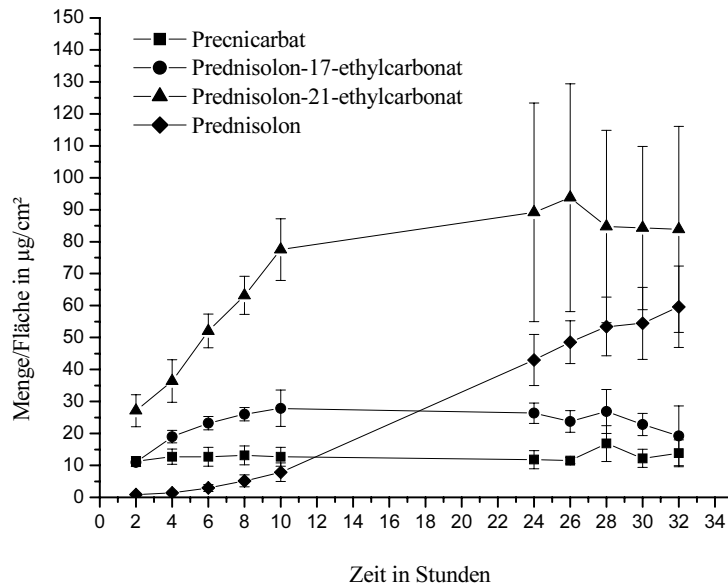 150
140
130
120
110
100
90
80
70
60
50
40
30
20
10
0
Menge/Fläche in µg/cm²
Precnicarbat
Prednisolon-17-ethylcarbonat
Prednisolon-21-ethylcarbonat
Prednisolon
0 2 4 6 8 10 12 14 16 18 20 22 24 26 28 30 32 34
Zeit in Stunden